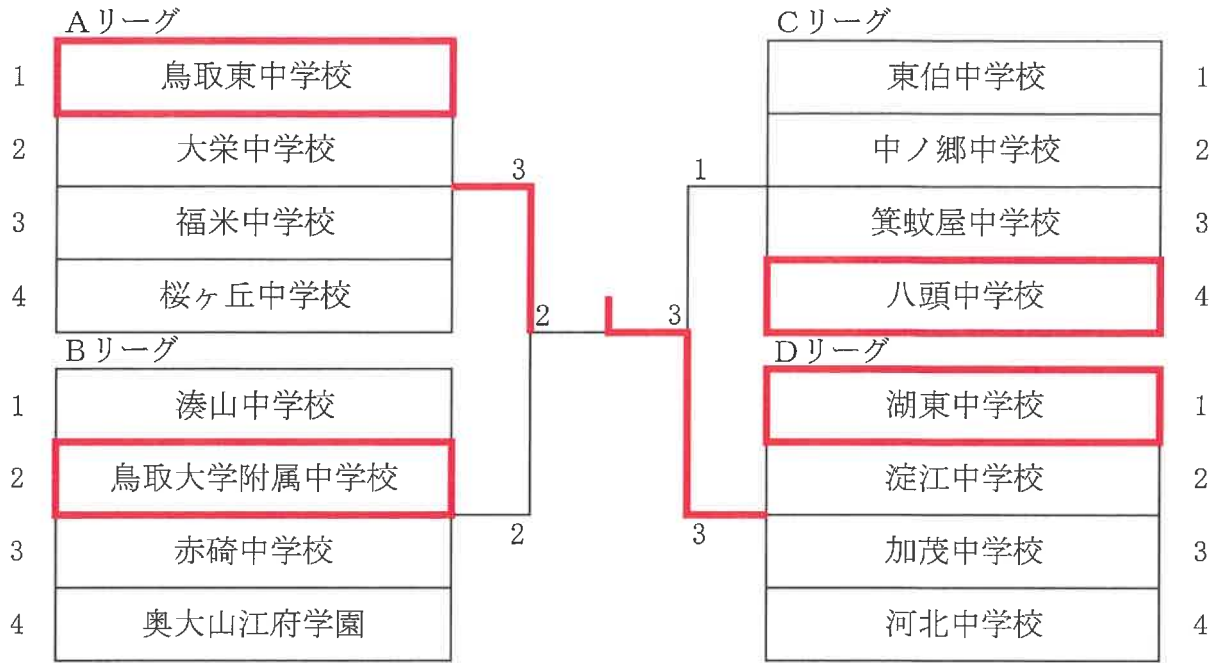 Aリーグ
1 鳥取東中学校
2 大栄中学校
3 福米中学校
4 桜ヶ丘中学校
Bリーグ
1 湊山中学校
2 鳥取大学附属中学校
3 赤碕中学校
4 奥大山江府学園
3
2
2
3
1
3
Cリーグ
東伯中学校 1
中ノ郷中学校 2
箕蚊屋中学校 3
八頭中学校 4
Dリーグ
湖東中学校 1
淀江中学校 2
加茂中学校 3
河北中学校 4